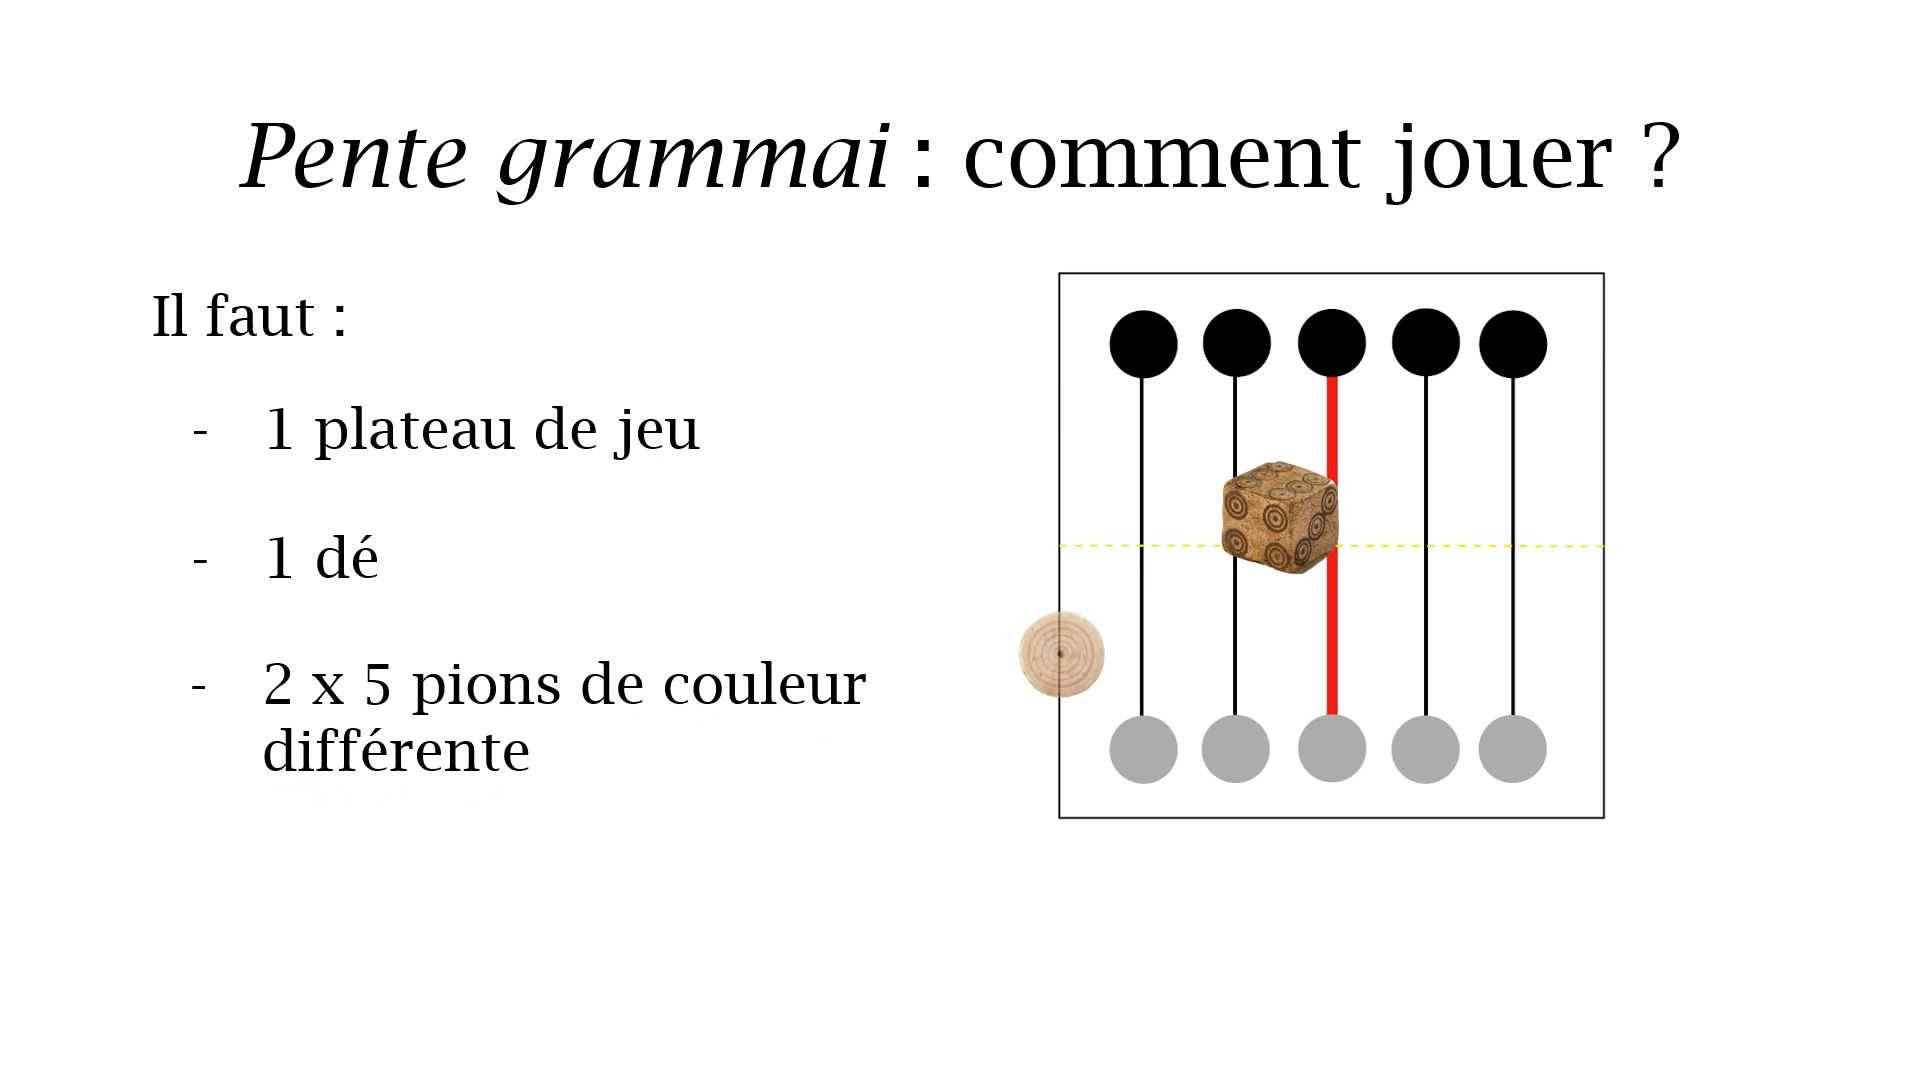 Pente grammai : comment jouer ?
Il faut :
- 1 plateau de jeu
- 1 dé
- 2 x 5 pions de couleur
différente